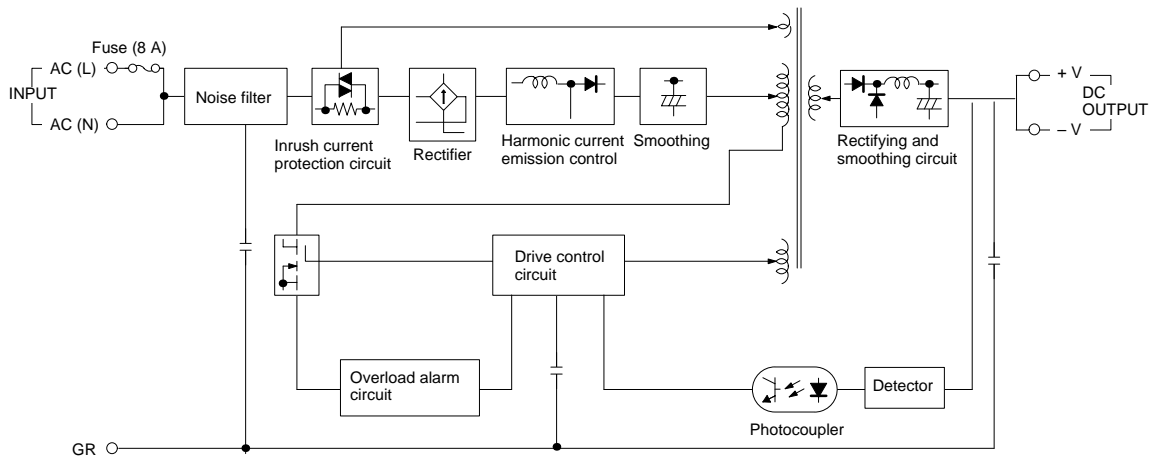 Fuse (8 A)
AC (L)
INPUT
AC (N)
Noise filter
Inrush current
protection circuit
Rectifier
Harmonic current
emission control
Smoothing
Rectifying and
smoothing circuit
+ V
DC
OUTPUT
– V
Drive control
circuit
Overload alarm
circuit
Photocoupler
Detector
GR